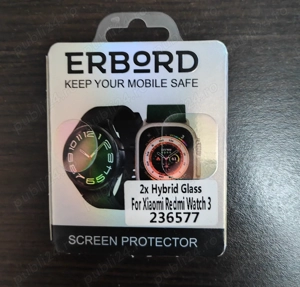 ERBORD
KEEP YOUR MOBILE SAFE
2x Hybrid Glass
For Xiaomi Redmi Watch 3
236577
SCREEN PROTECTOR